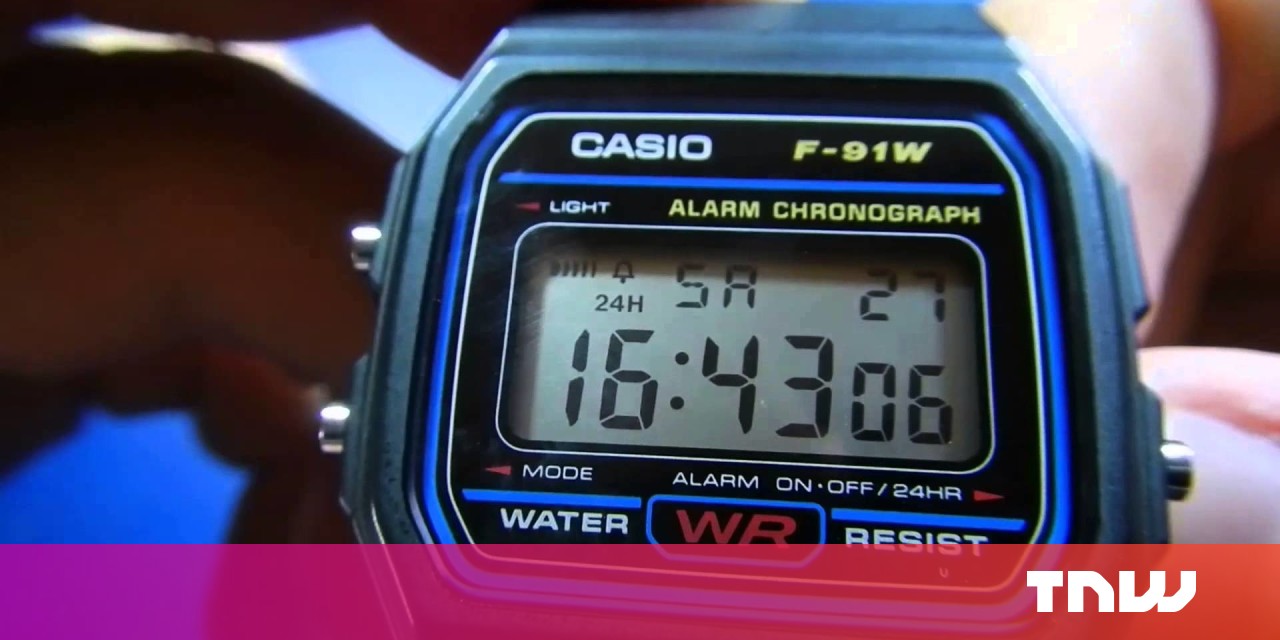 CASIO F-91W
LIGHT ALARM CHRONOGRAPH
SA 27
24H
16:43 06
MODE ALARM ON·OFF/24HR
WATER WR RESIST
U
TNW